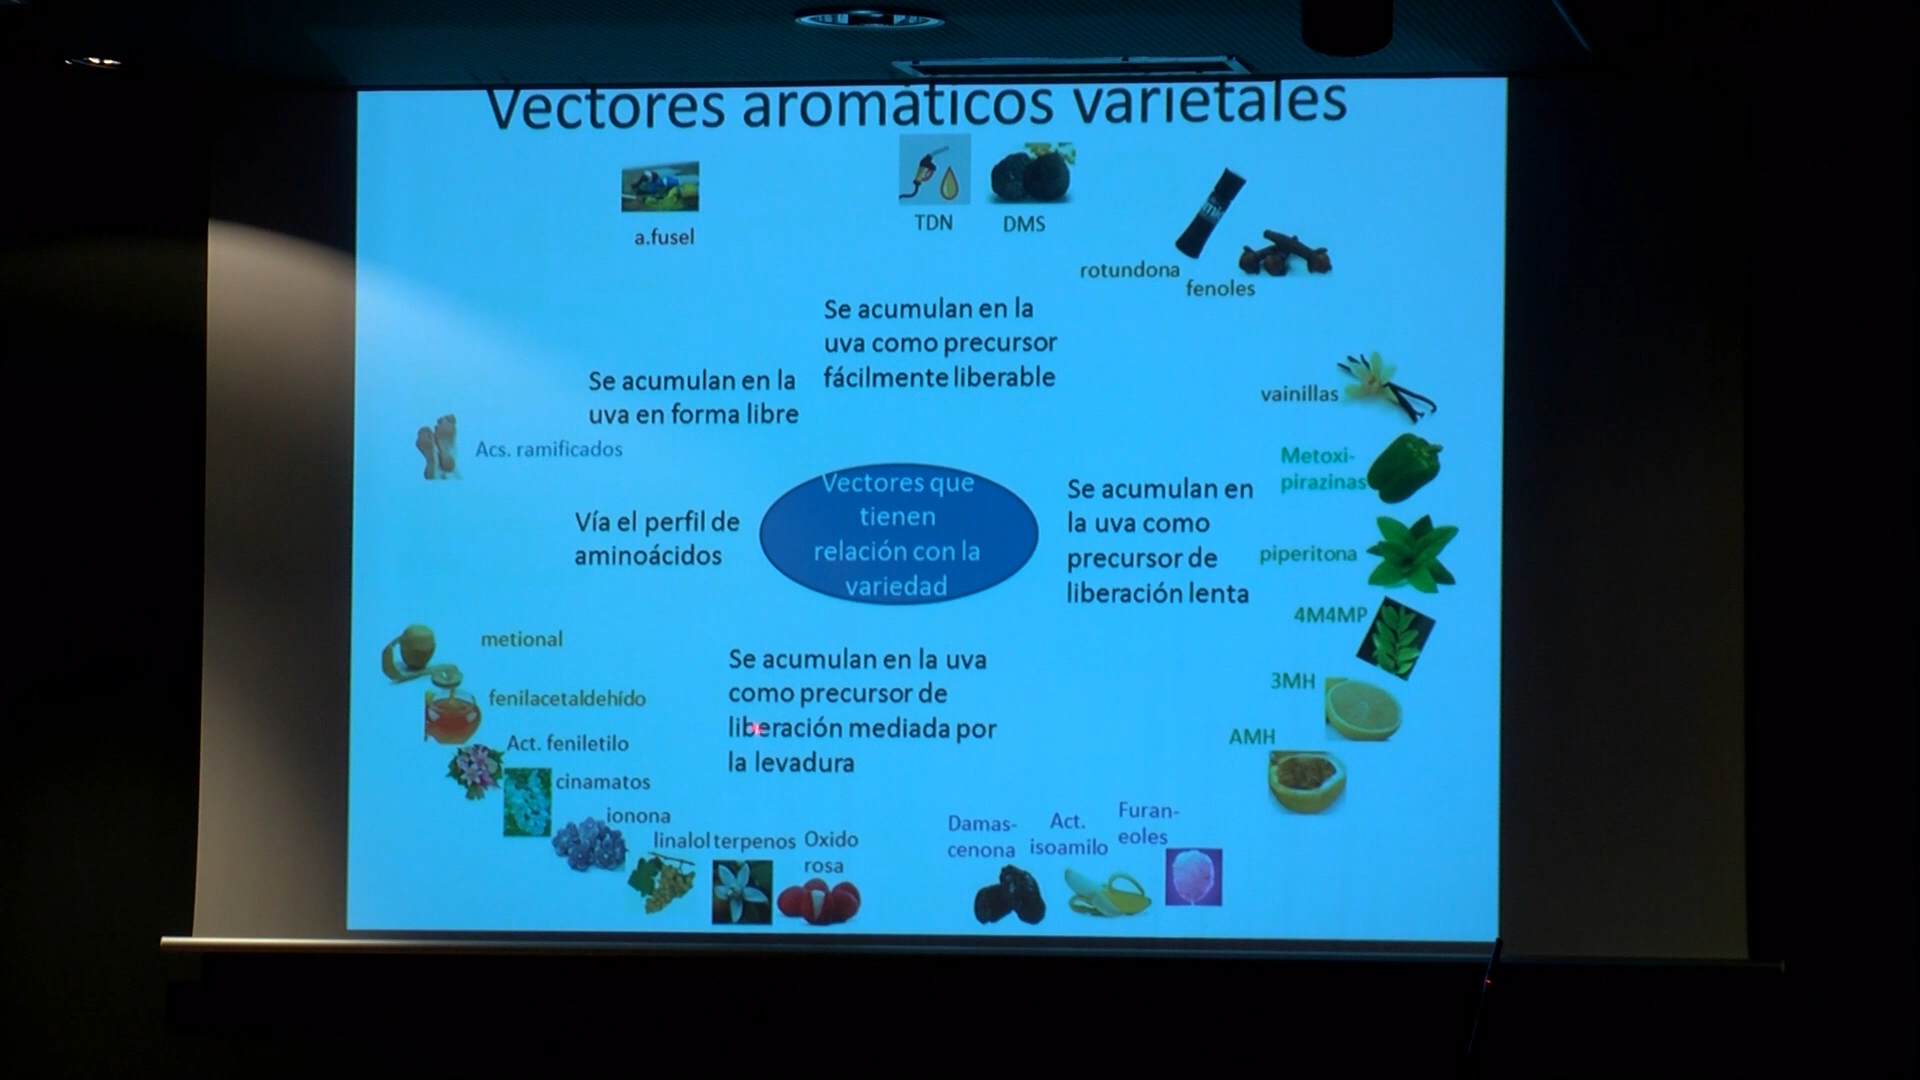 Vectores aromáticos varietales
a.fusel
TDN
DMS
rotundona
fenoles
Se acumulan en la
uva como precursor
fácilmente liberable
Se acumulan en la
uva en forma libre
vainillas
Acs. ramificados
Metoxi-
pirazinas
Vía el perfil de
aminoácidos
Vectores que
tienen
relación con la
variedad
Se acumulan en
la uva como
precursor de
liberación lenta
piperitona
4M4MP
3MH
AMH
metional
fenilacetaldehído
Act. feniletilo
cinamatos
ionona
linalol
terpenos
Oxido
rosa
Se acumulan en la uva
como precursor de
liberación mediada por
la levadura
Damas-
cenona
Act.
isoamilo
Furan-
eoles